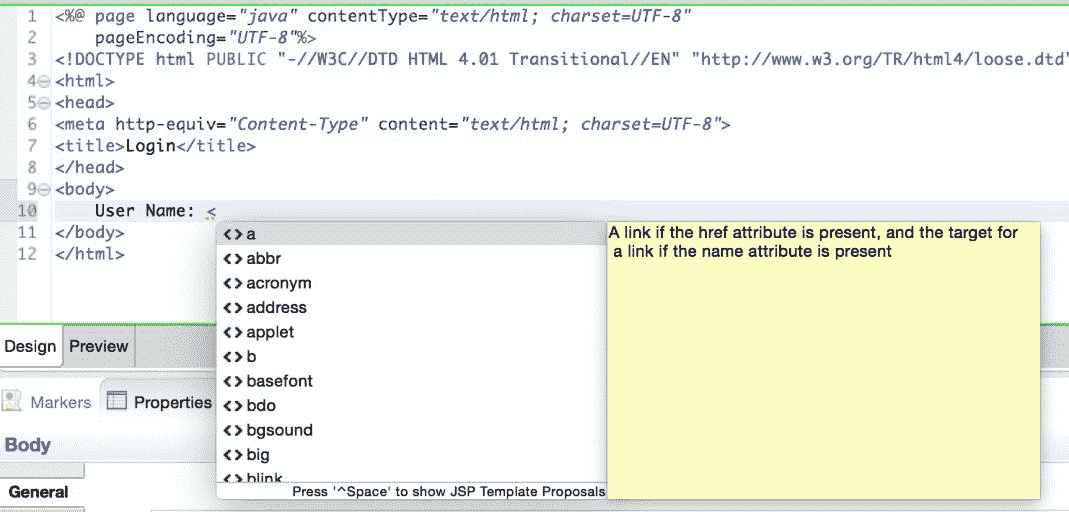 1 <%@ page language="java" contentType="text/html; charset=UTF-8"
2 pageEncoding="UTF-8"%>
3 <!DOCTYPE html PUBLIC "-//W3C//DTD HTML 4.01 Transitional//EN" "http://www.w3.org/TR/html4/loose.dtd"
4 <html>
5 <head>
6 <meta http-equiv="Content-Type" content="text/html; charset=UTF-8">
7 <title>Login</title>
8 </head>
9 <body>
10 User Name: <
11 </body>
12 </html>
<> a
<> abbr
<> acronym
<> address
<> applet
<> b
<> basefont
<> bdo
<> bgsound
<> big
<> blink
Press '^Space' to show JSP Template Proposals
A link if the href attribute is present, and the target for
a link if the name attribute is present
Design Preview
Markers Properties
Body
General